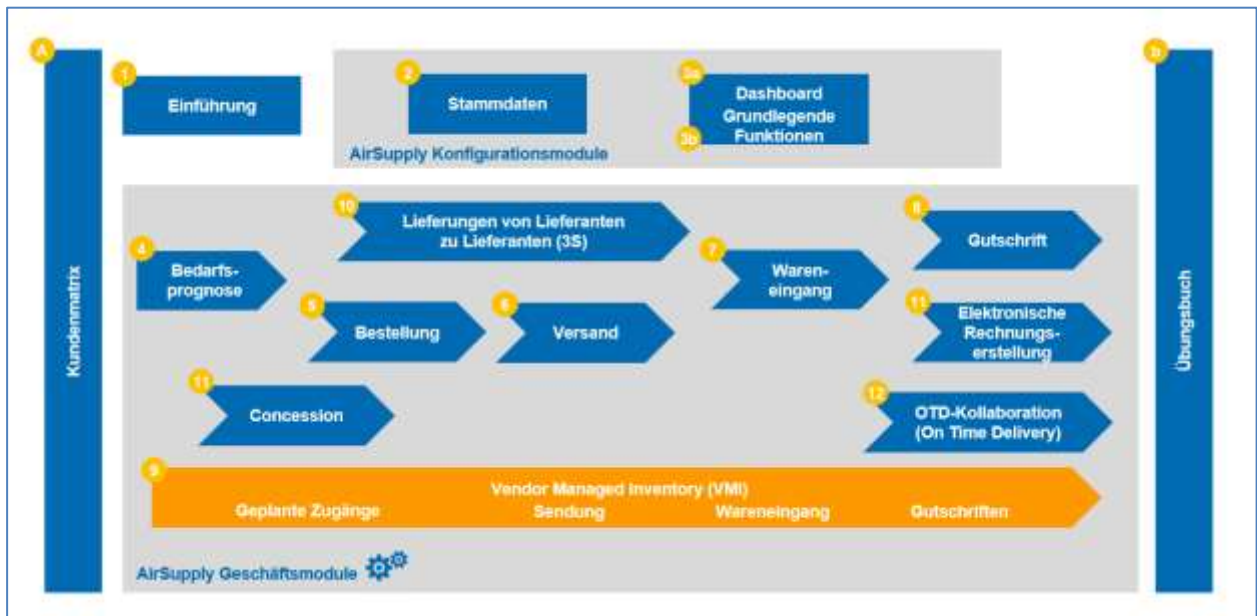 A
b
1
Einführung
2
Stammdaten
3a
Dashboard
Grundlegende
Funktionen
3b
AirSupply Konfigurationsmodule
Kundenmatrix
Übungsbuch
10
Lieferungen von Lieferanten
zu Lieferanten (3S)
8
Gutschrift
4
Bedarfs-
prognose
7
Waren-
eingang
5
Bestellung
6
Versand
11
Elektronische
Rechnungs-
erstellung
Concession
12
OTD-Kollaboration
(On Time Delivery)
9
Vendor Managed Inventory (VMI)
Geplante Zugänge
Sendung
Wareneingang
Gutschriften
AirSupply Geschäftsmodule